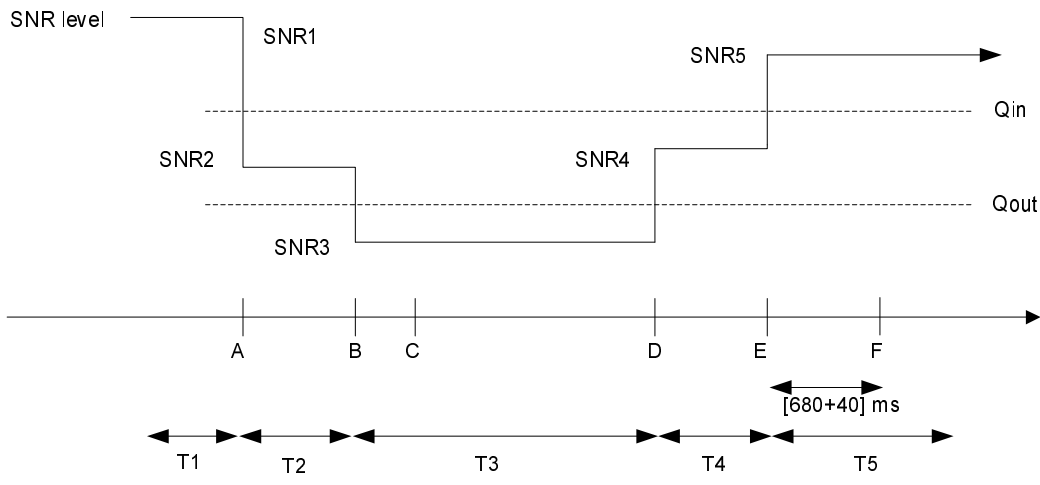 SNR level
SNR1
SNR5
Qin
SNR2
SNR4
Qout
SNR3
A
B
C
D
E
F
[680+40] ms
T1
T2
T3
T4
T5